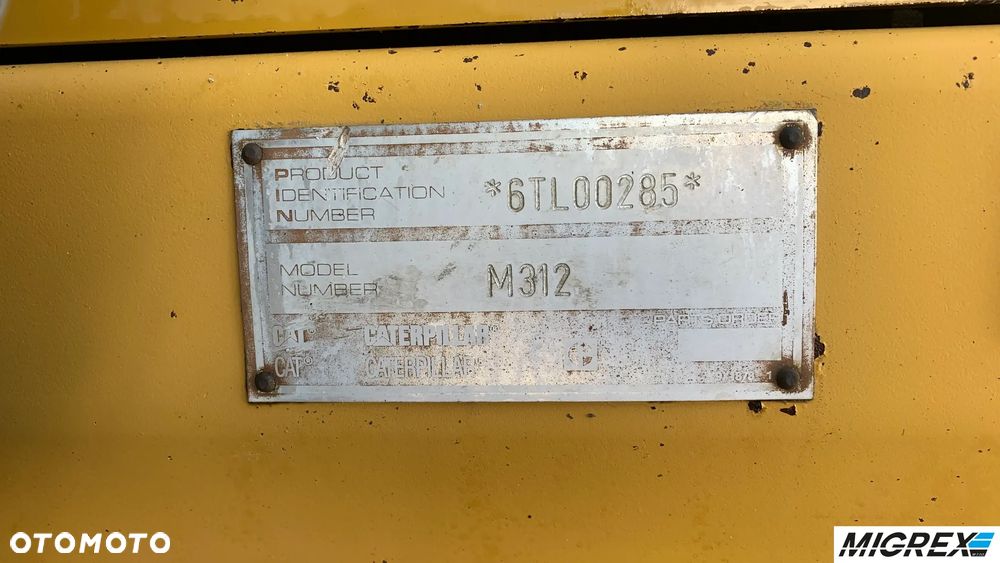 PRODUCT
IDENTIFICATION
NUMBER
*6TL00285*
MODEL
NUMBER
M312
CAT® CATERPILLAR®
CAT® CATERPILLAR®
PARTS ORDER
OTOMOTO
MIGREX